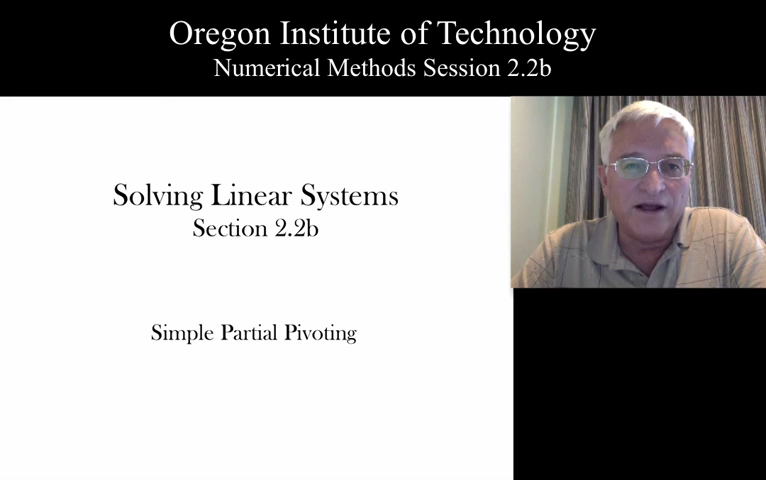 Oregon Institute of Technology
Numerical Methods Session 2.2b
Solving Linear Systems
Section 2.2b
Simple Partial Pivoting